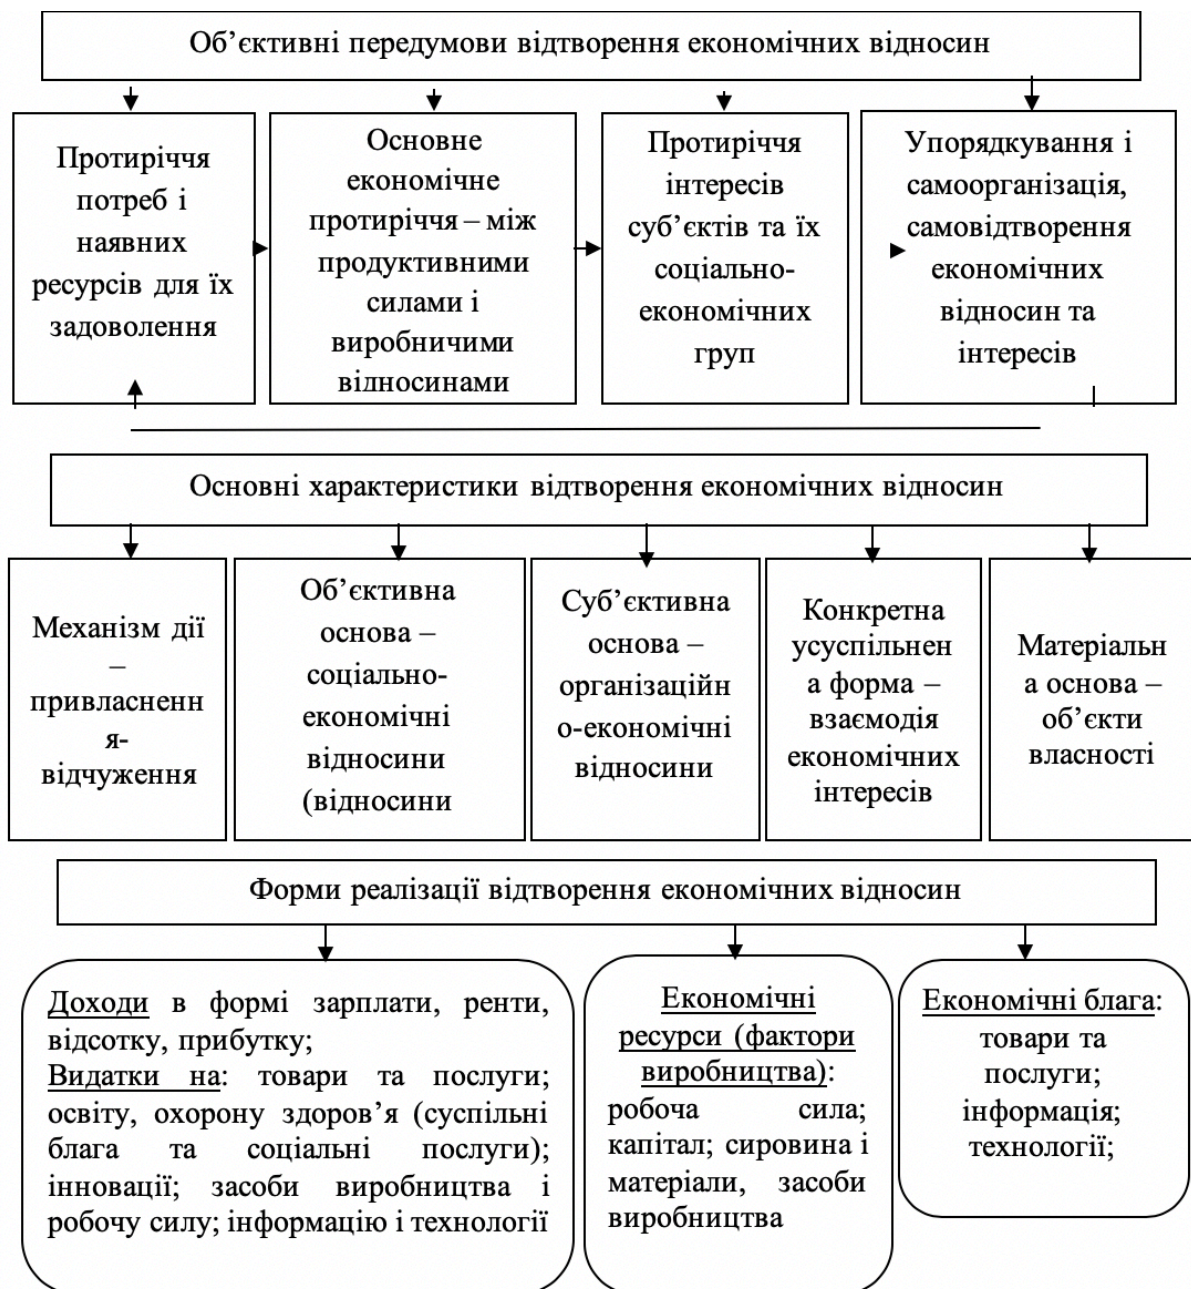 Об’єктивні передумови відтворення економічних відносин
Протиріччя
потреб і
наявних
ресурсів для їх
задоволення
Основне
економічне
протиріччя – між
продуктивними
силами і
виробничими
відносинами
Протиріччя
інтересів
суб’єктів та їх
соціально-
економічних
груп
Упорядкування і
самоорганізація,
самовідтворення
економічних
відносин та
інтересів
Основні характеристики відтворення економічних відносин
Механізм дії
–
привласненн
я-
відчуження
Об’єктивна
основа –
соціально-
економічні
відносини
(відносини
Суб’єктивна
основа –
організаційн
о-економічні
відносини
Конкретна
усуспільнен
а форма –
взаємодія
економічних
інтересів
Матеріальн
а основа –
об’єкти
власності
Форми реалізації відтворення економічних відносин
Доходи в формі зарплати, ренти,
відсотку, прибутку;
Видатки на: товари та послуги;
освіту, охорону здоров’я (суспільні
блага та соціальні послуги);
інновації; засоби виробництва і
робочу силу; інформацію і технології
Економічні
ресурси (фактори
виробництва):
робоча сила;
капітал; сировина і
матеріали, засоби
виробництва
Економічні блага:
товари та
послуги;
інформація;
технології;